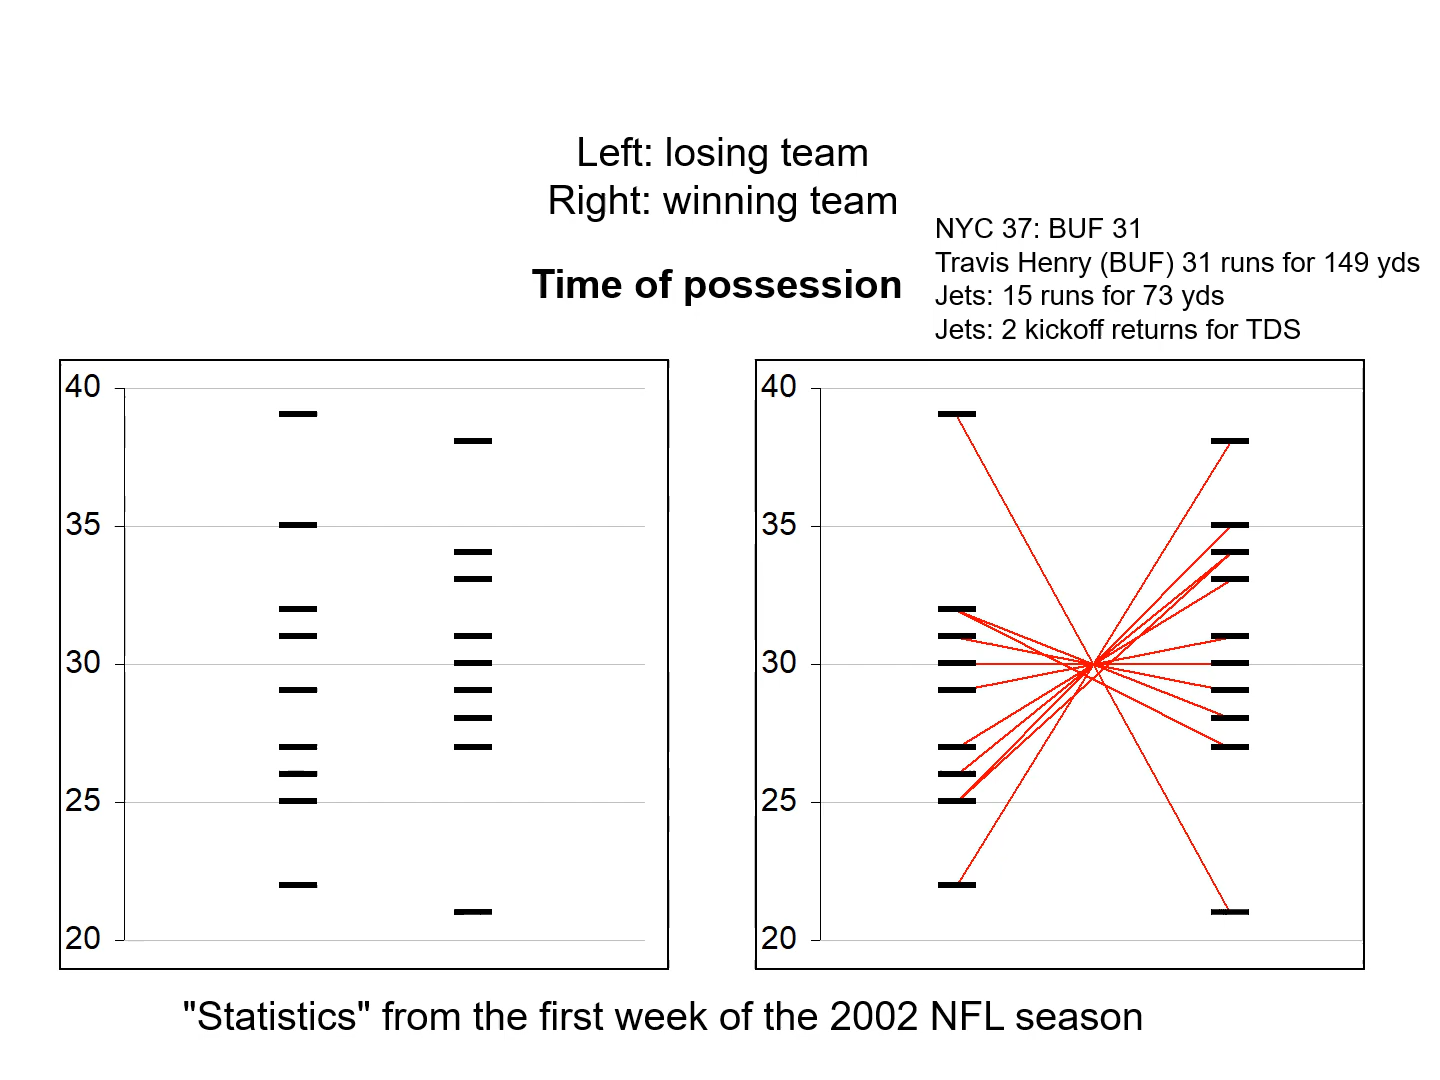 Left: losing team
Right: winning team
NYC 37: BUF 31
Travis Henry (BUF) 31 runs for 149 yds
Time of possession
Jets: 15 runs for 73 yds
Jets: 2 kickoff returns for TDS
40
35
30
25
20
40
35
30
25
20
"Statistics" from the first week of the 2002 NFL season